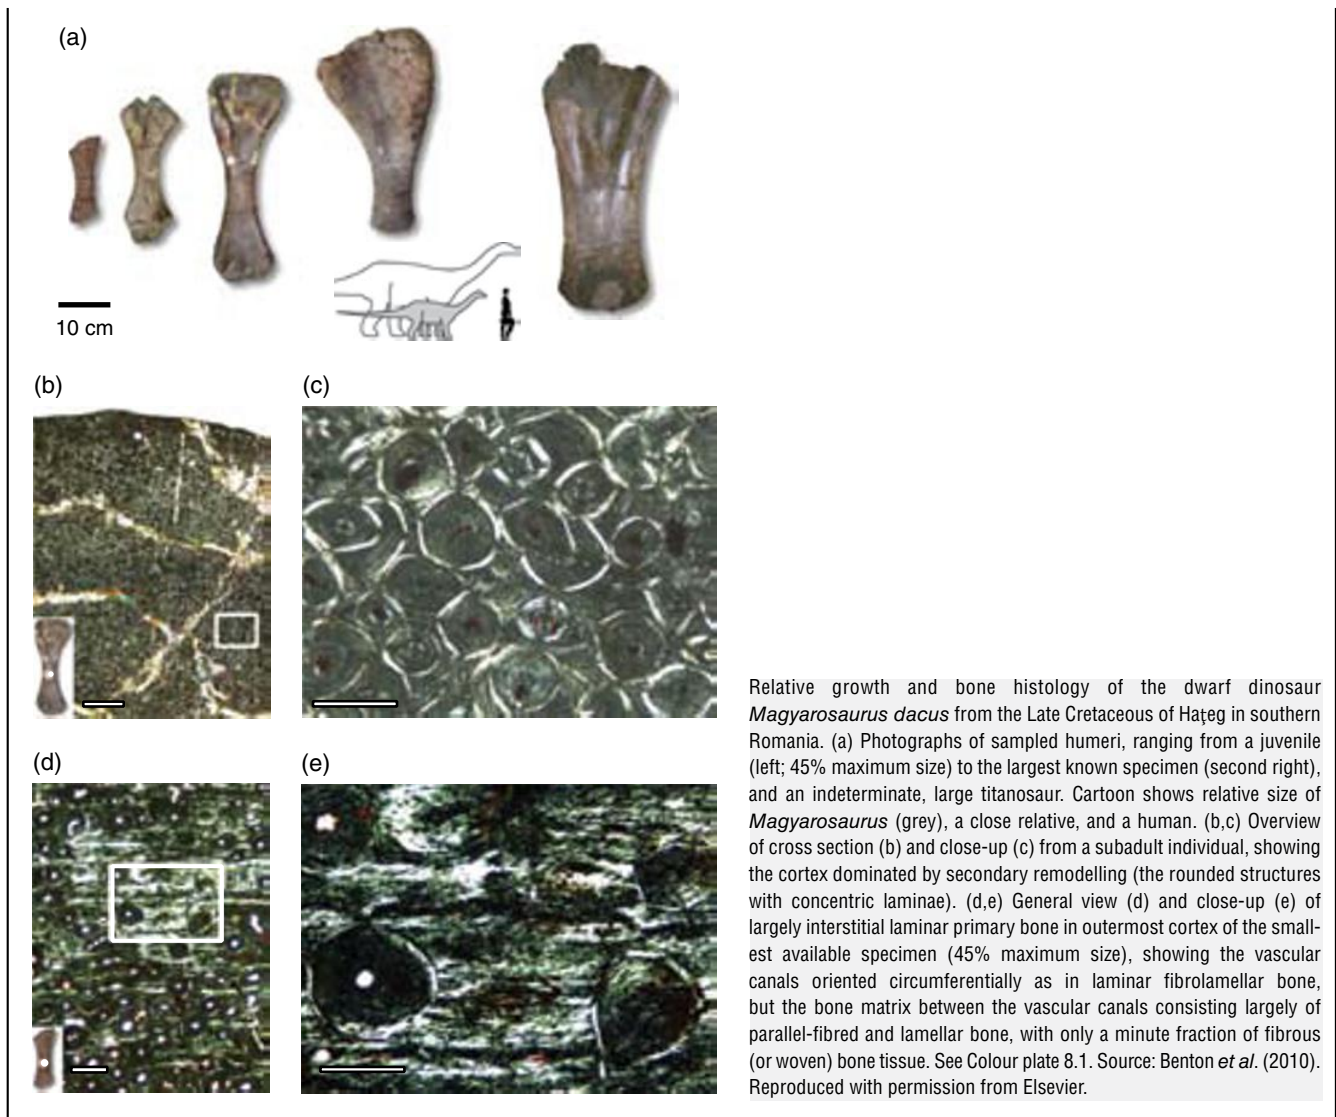 (a)
10 cm
(b)
(c)
(d)
(e)
Relative growth and bone histology of the dwarf dinosaur
Magyarosaurus dacus from the Late Cretaceous of Haţeg in southern
Romania. (a) Photographs of sampled humeri, ranging from a juvenile
(left; 45% maximum size) to the largest known specimen (second right),
and an indeterminate, large titanosaur. Cartoon shows relative size of
Magyarosaurus (grey), a close relative, and a human. (b,c) Overview
of cross section (b) and close-up (c) from a subadult individual, showing
the cortex dominated by secondary remodelling (the rounded structures
with concentric laminae). (d,e) General view (d) and close-up (e) of
largely interstitial laminar primary bone in outermost cortex of the small-
est available specimen (45% maximum size), showing the vascular
canals oriented circumferentially as in laminar fibrolamellar bone,
but the bone matrix between the vascular canals consisting largely of
parallel-fibred and lamellar bone, with only a minute fraction of fibrous
(or woven) bone tissue. See Colour plate 8.1. Source: Benton et al. (2010).
Reproduced with permission from Elsevier.